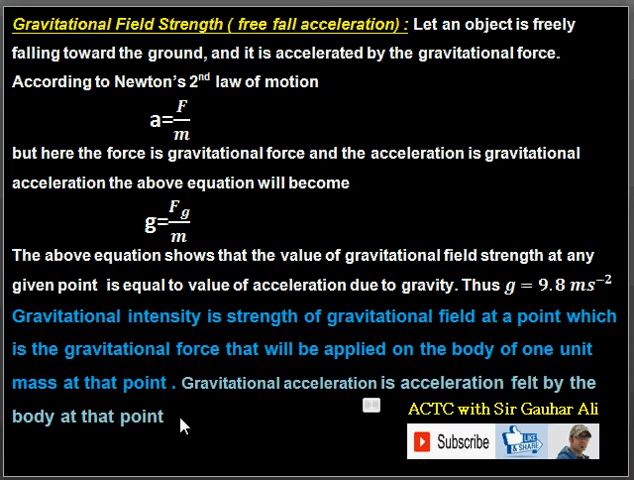 Gravitational Field Strength ( free fall acceleration) : Let an object is freely
falling toward the ground, and it is accelerated by the gravitational force.
According to Newton's 2nd law of motion
a=F/m
but here the force is gravitational force and the acceleration is gravitational
acceleration the above equation will become
g=Fg/m
The above equation shows that the value of gravitational field strength at any
given point is equal to value of acceleration due to gravity. Thus g = 9.8 ms⁻²
Gravitational intensity is strength of gravitational field at a point which
is the gravitational force that will be applied on the body of one unit
mass at that point . Gravitational acceleration is acceleration felt by the
body at that point
ACTC with Sir Gauhar Ali
Subscribe
LIKE
& SHARE